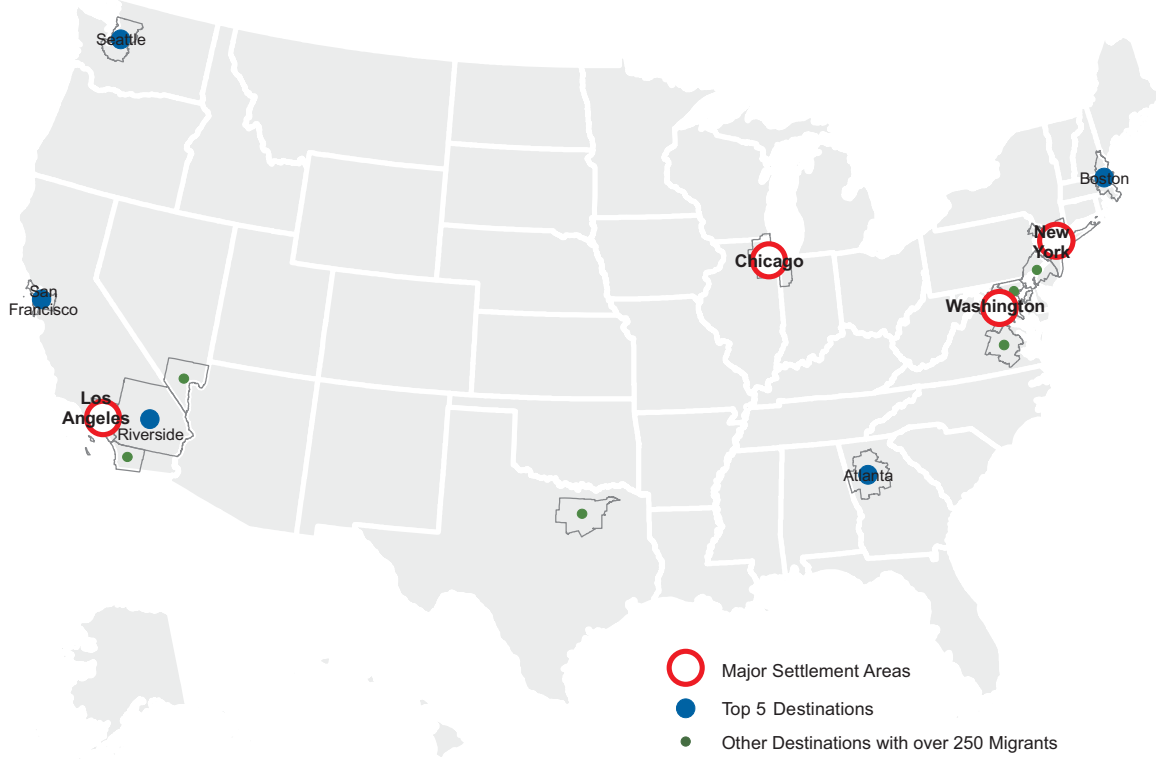 Seattle
Boston
New
York
Chicago
San
Francisco
Washington
Los
Angeles
Riverside
Atlanta
Major Settlement Areas
Top 5 Destinations
Other Destinations with over 250 Migrants